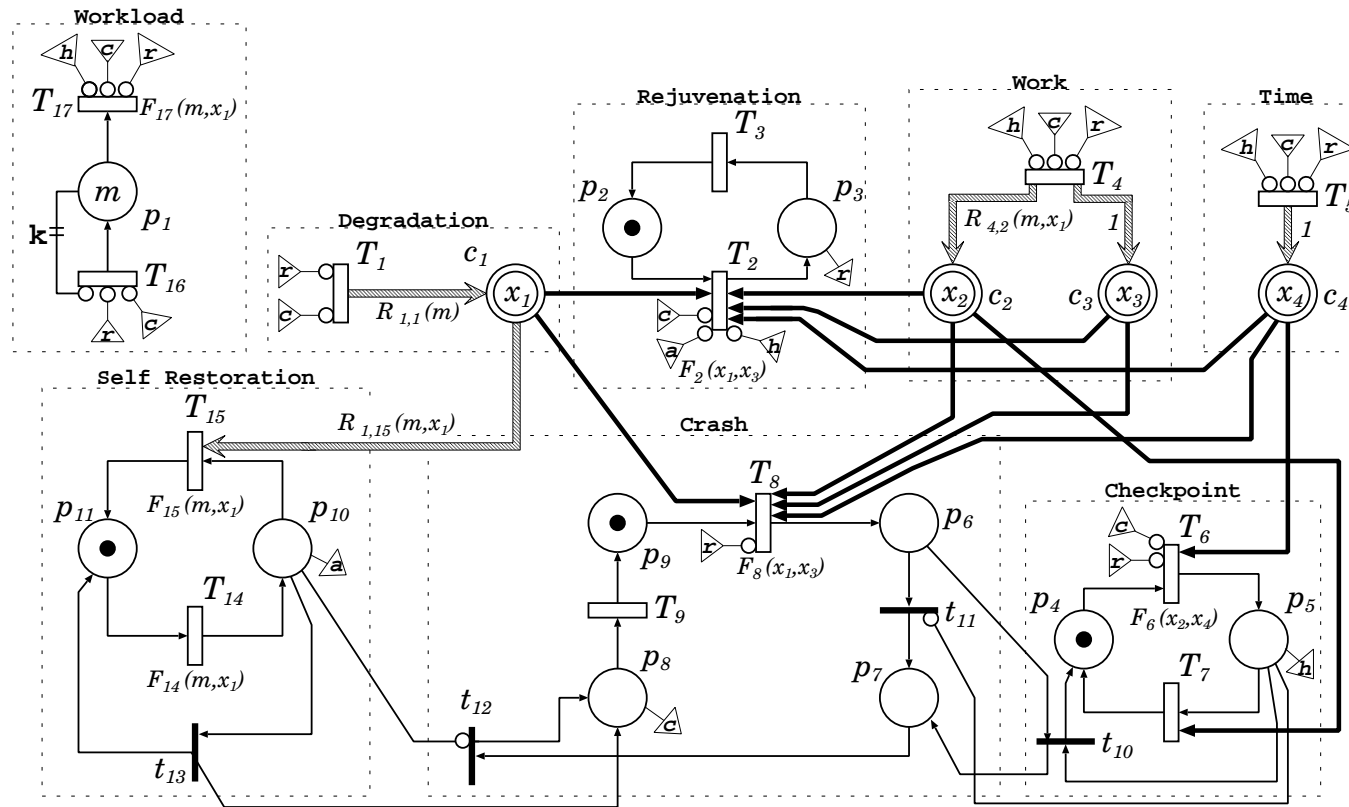 Workload
h c r
T17 F17(m,x1)
m
p1
k
T16
r c
Degradation
r T1 c1
c R1,1(m) x1
Rejuvenation
T3
p2 p3
r
T2
c
a h
F2(x1,x3)
Work
h c r
T4
R4,2(m,x1) 1
x2 c2 c3 x3
Time
h c r
T5
1
x4 c4
Self Restoration
T15 R1,15(m,x1)
F15(m,x1)
p11 p10
a
T14
F14(m,x1)
t13
Crash
T8
p9 r p6
F8(x1,x3)
T9 t11
p8 p7
t12
c
Checkpoint
c T6
r
p4 F6(x2,x4) p5
h
T7
t10